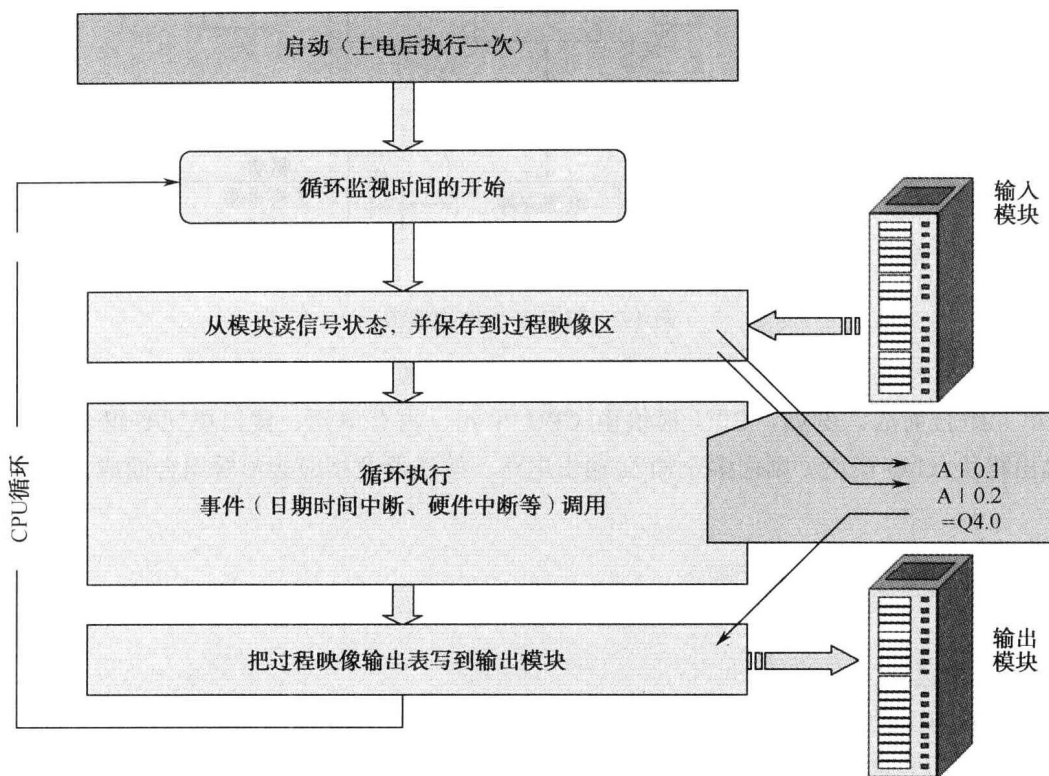 启动（上电后执行一次）
循环监视时间的开始
输入
模块
从模块读信号状态，并保存到过程映像区
循环执行
事件（日期时间中断、硬件中断等）调用
A I 0.1
A I 0.2
=Q4.0
CPU循环
把过程映像输出表写到输出模块
输出
模块